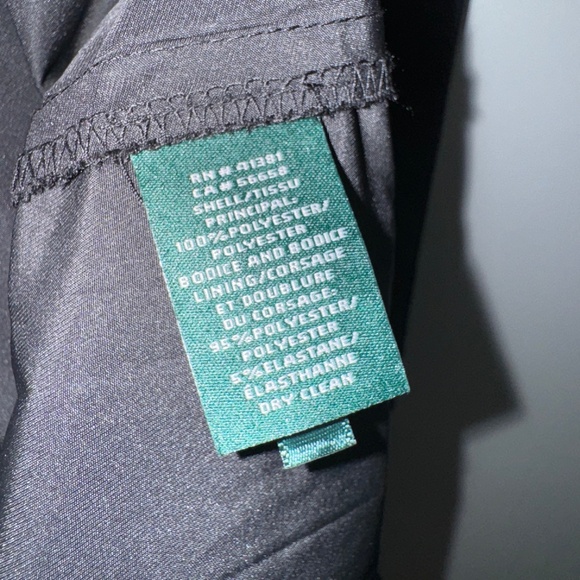 RN # 41381
CA # 56658
SHELL/TISSU
PRINCIPAL:
100%POLYESTER/
POLYESTER
BODICE AND BODICE
LINING/CORSAGE
ET DOUBLURE
DU CORSAGE:
95%POLYESTER/
POLYESTER
5%ELASTANE/
ÉLASTHANNE
DRY CLEAN